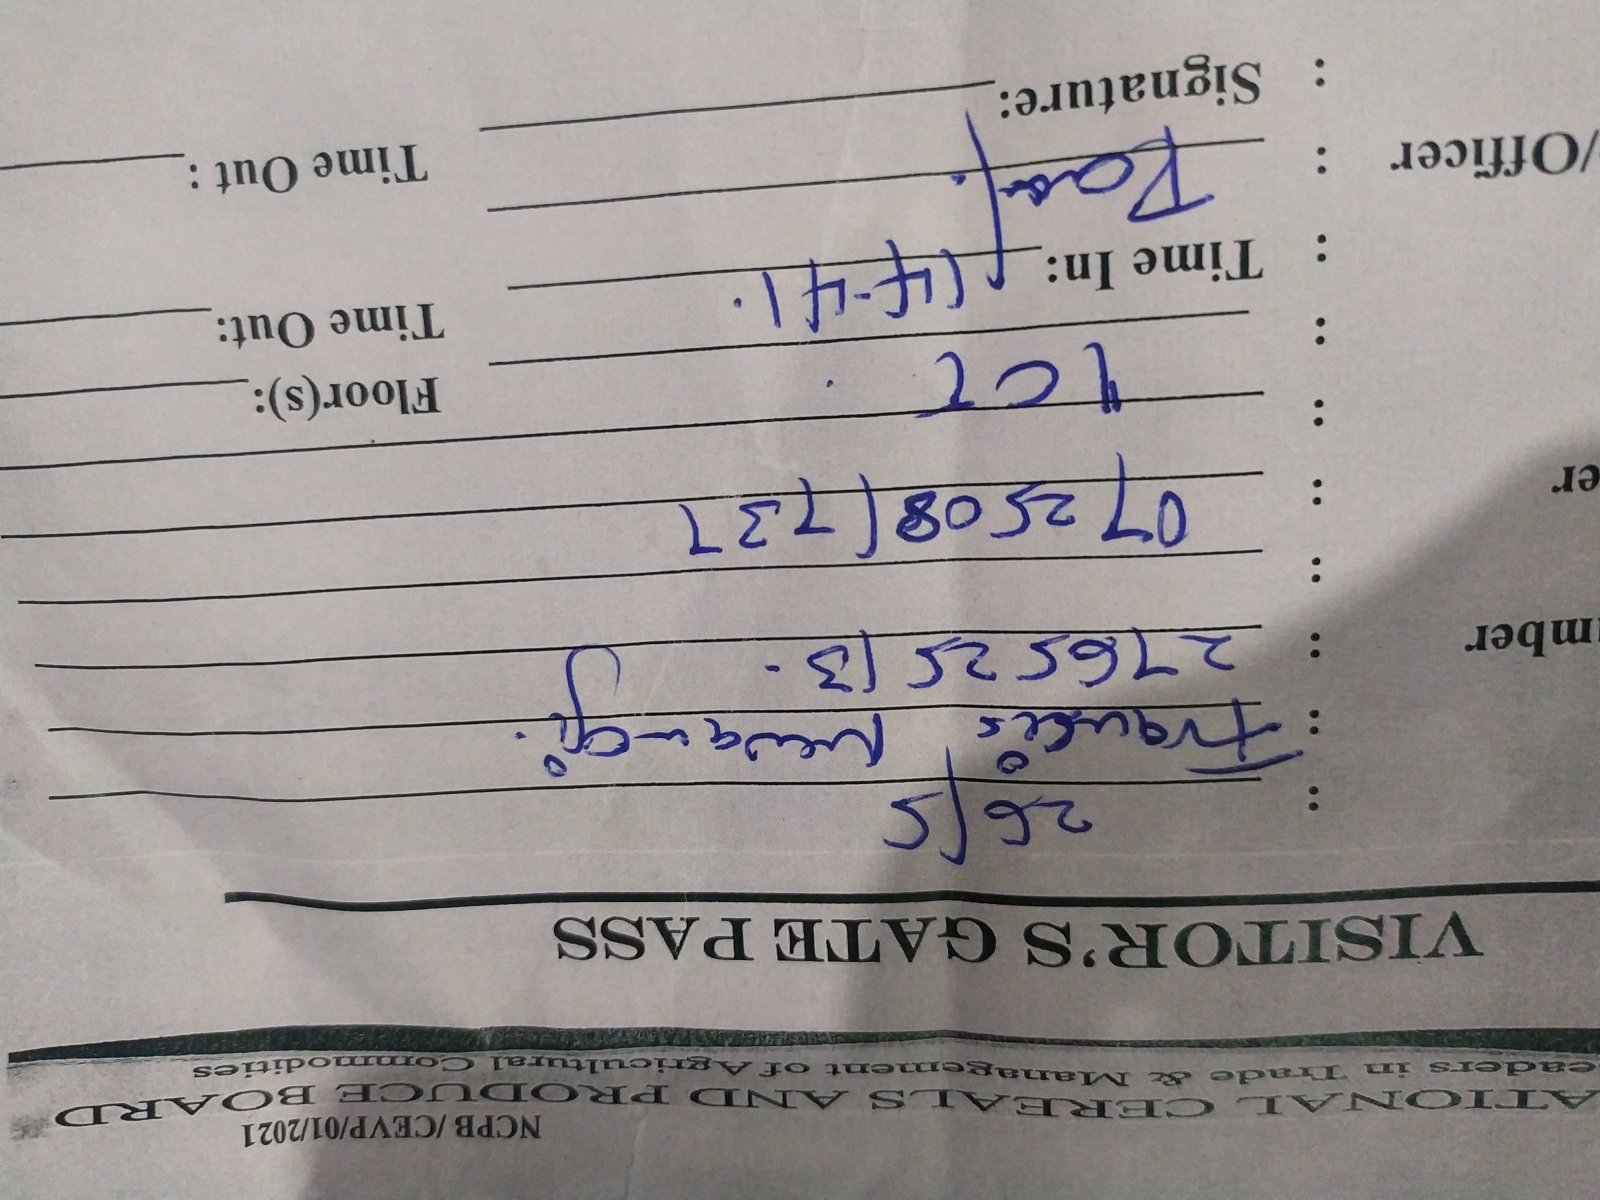 NCPB /CEVP/01/2021
ATIONAL CEREALS AND PRODUCE BOARD
eaders in Trade & Management of Agricultural Commodities
VISITOR'S GATE PASS
: 26/5
: Francis Mwangi.
umber : 27652513.
:
er : 0725081737
: 402 Floor(s):
: Time Out:
: Time In: 14-41.
/Officer : Time Out :
: Signature: